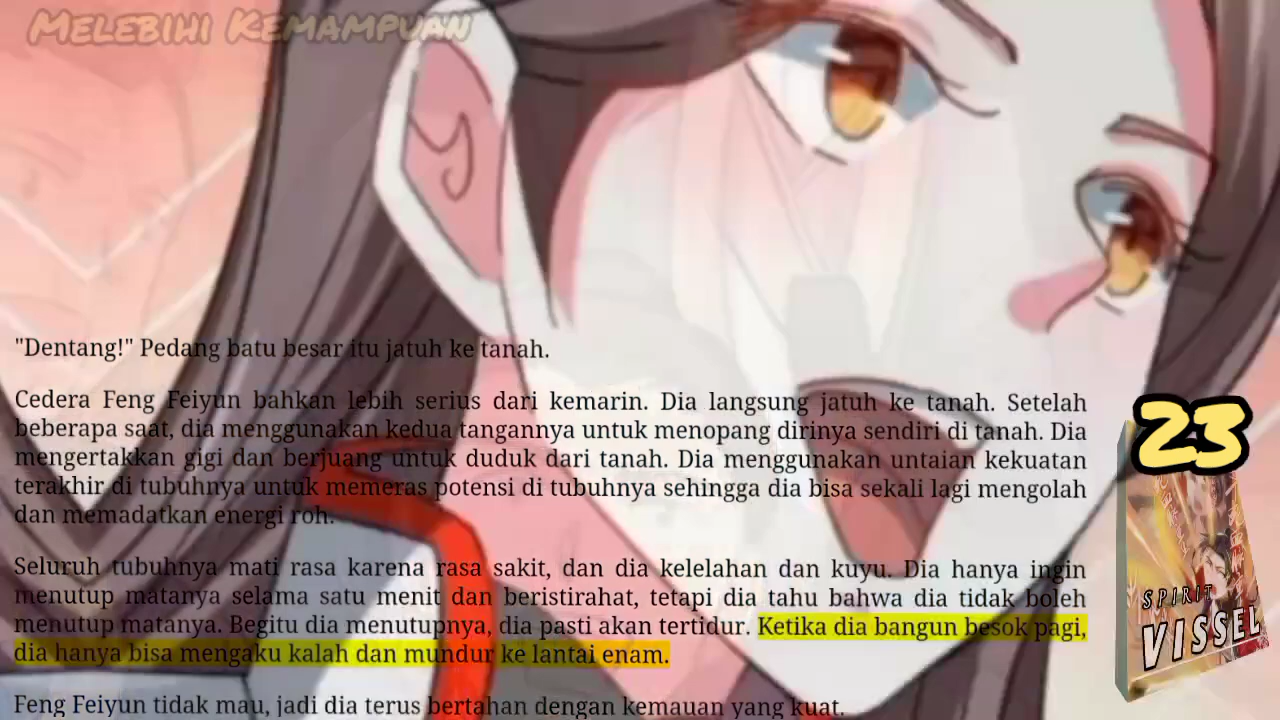 Melebihi Kemampuan
"Dentang!" Pedang batu besar itu jatuh ke tanah.
Cedera Feng Feiyun bahkan lebih serius dari kemarin. Dia langsung jatuh ke tanah. Setelah
beberapa saat, dia menggunakan kedua tangannya untuk menopang dirinya sendiri di tanah. Dia
mengertakkan gigi dan berjuang untuk duduk dari tanah. Dia menggunakan untaian kekuatan
terakhir di tubuhnya untuk memeras potensi di tubuhnya sehingga dia bisa sekali lagi mengolah
dan memadatkan energi roh.
Seluruh tubuhnya mati rasa karena rasa sakit, dan dia kelelahan dan kuyu. Dia hanya ingin
menutup matanya selama satu menit dan beristirahat, tetapi dia tahu bahwa dia tidak boleh
menutup matanya. Begitu dia menutupnya, dia pasti akan tertidur. Ketika dia bangun besok pagi,
dia hanya bisa mengaku kalah dan mundur ke lantai enam.
Feng Feiyun tidak mau, jadi dia terus bertahan dengan kemauan yang kuat.
23
SPIRIT
VISSEL